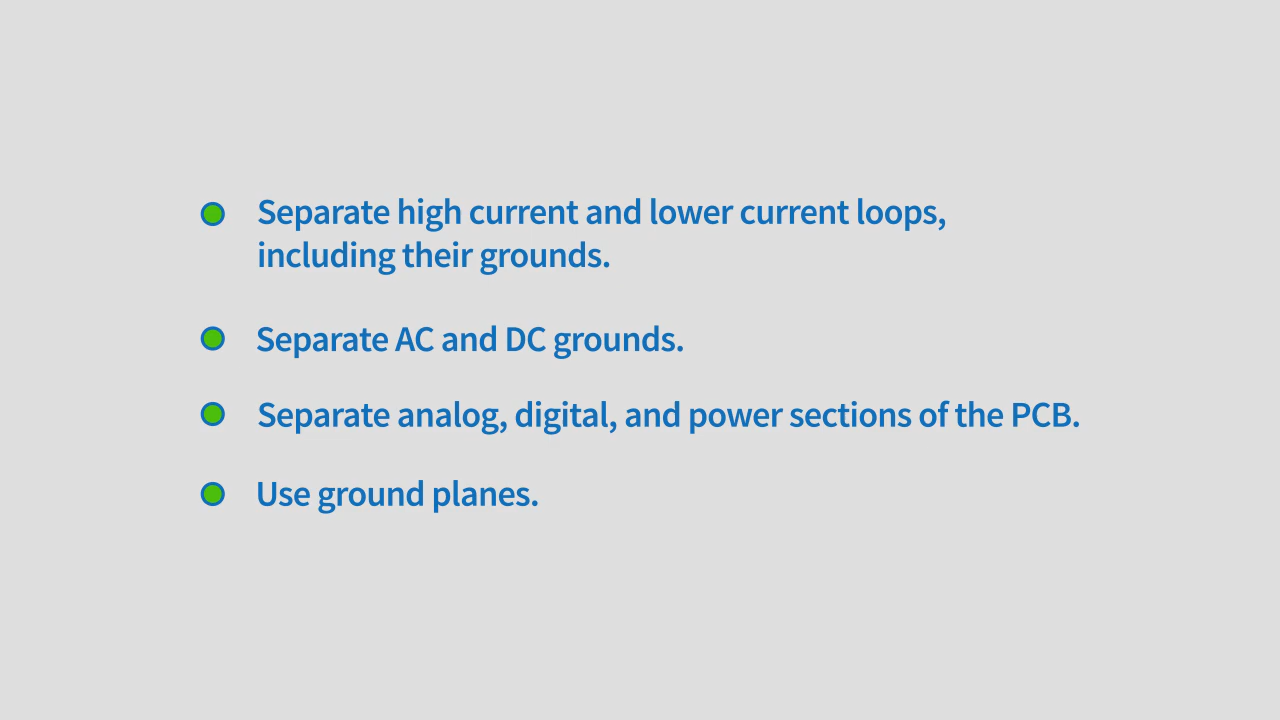 Separate high current and lower current loops,
including their grounds.
Separate AC and DC grounds.
Separate analog, digital, and power sections of the PCB.
Use ground planes.